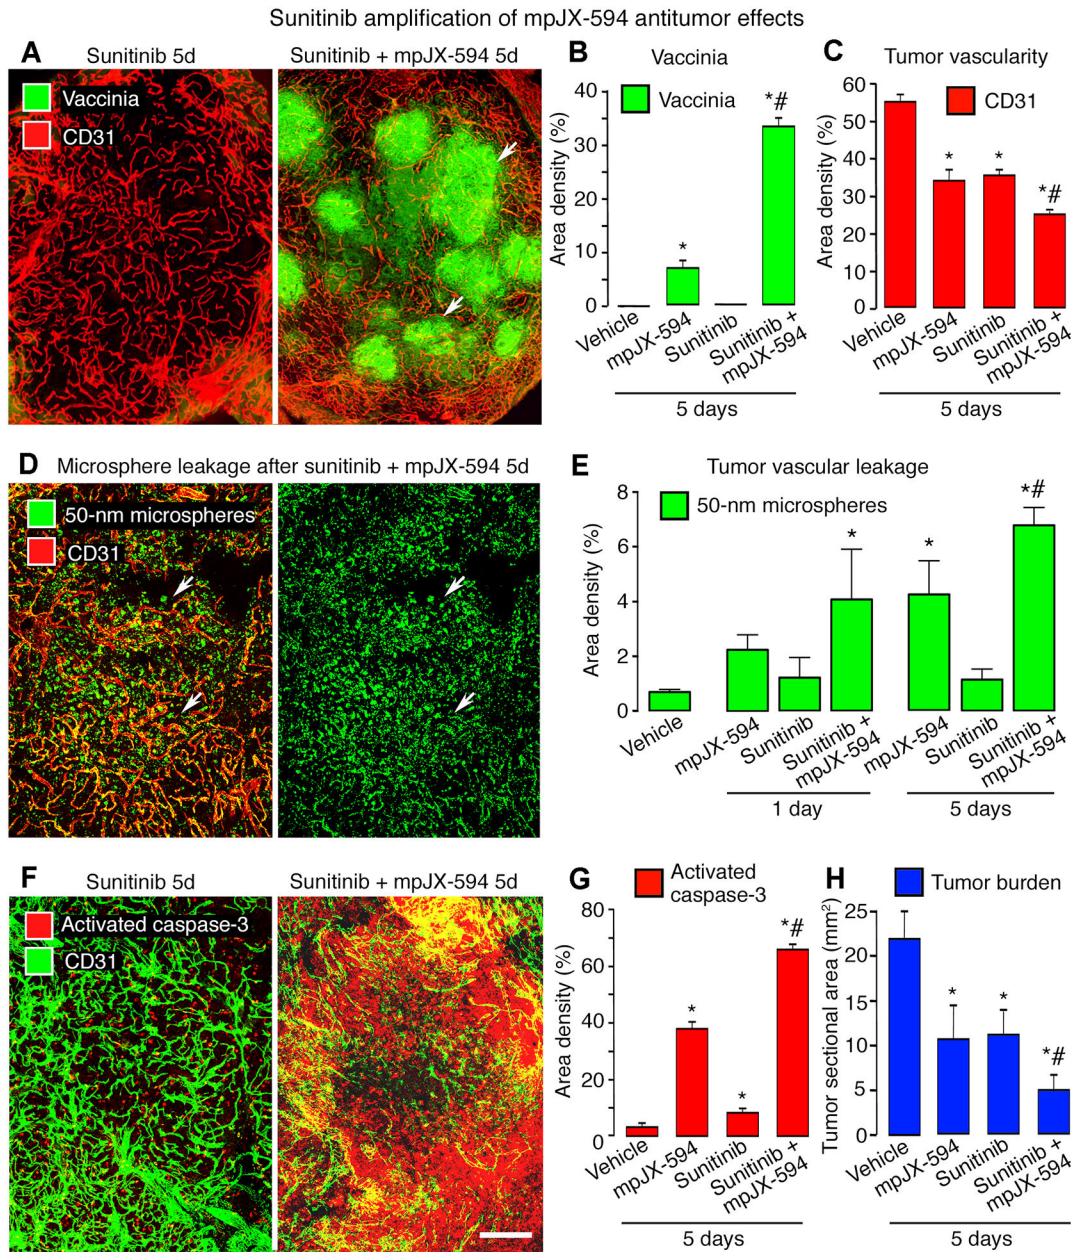 Sunitinib amplification of mpJX-594 antitumor effects
A
Sunitinib 5d
Sunitinib + mpJX-594 5d
Vaccinia
CD31
B
Vaccinia
Vaccinia
Area density (%)
40
30
20
10
0
*
*#
Vehicle
mpJX-594
Sunitinib
Sunitinib +
mpJX-594
5 days
C
Tumor vascularity
CD31
Area density (%)
60
50
40
30
20
10
0
*
*
*#
Vehicle
mpJX-594
Sunitinib
Sunitinib +
mpJX-594
5 days
D
Microsphere leakage after sunitinib + mpJX-594 5d
50-nm microspheres
CD31
E
Tumor vascular leakage
50-nm microspheres
Area density (%)
8
6
4
2
0
*
*
*#
Vehicle
mpJX-594
Sunitinib
Sunitinib +
mpJX-594
mpJX-594
Sunitinib
Sunitinib +
mpJX-594
1 day
5 days
F
Sunitinib 5d
Sunitinib + mpJX-594 5d
Activated caspase-3
CD31
G
Activated
caspase-3
Area density (%)
80
60
40
20
0
*
*
*#
Vehicle
mpJX-594
Sunitinib
Sunitinib +
mpJX-594
5 days
H
Tumor burden
Tumor sectional area (mm²)
25
20
15
10
5
0
*
*
*#
Vehicle
mpJX-594
Sunitinib
Sunitinib +
mpJX-594
5 days